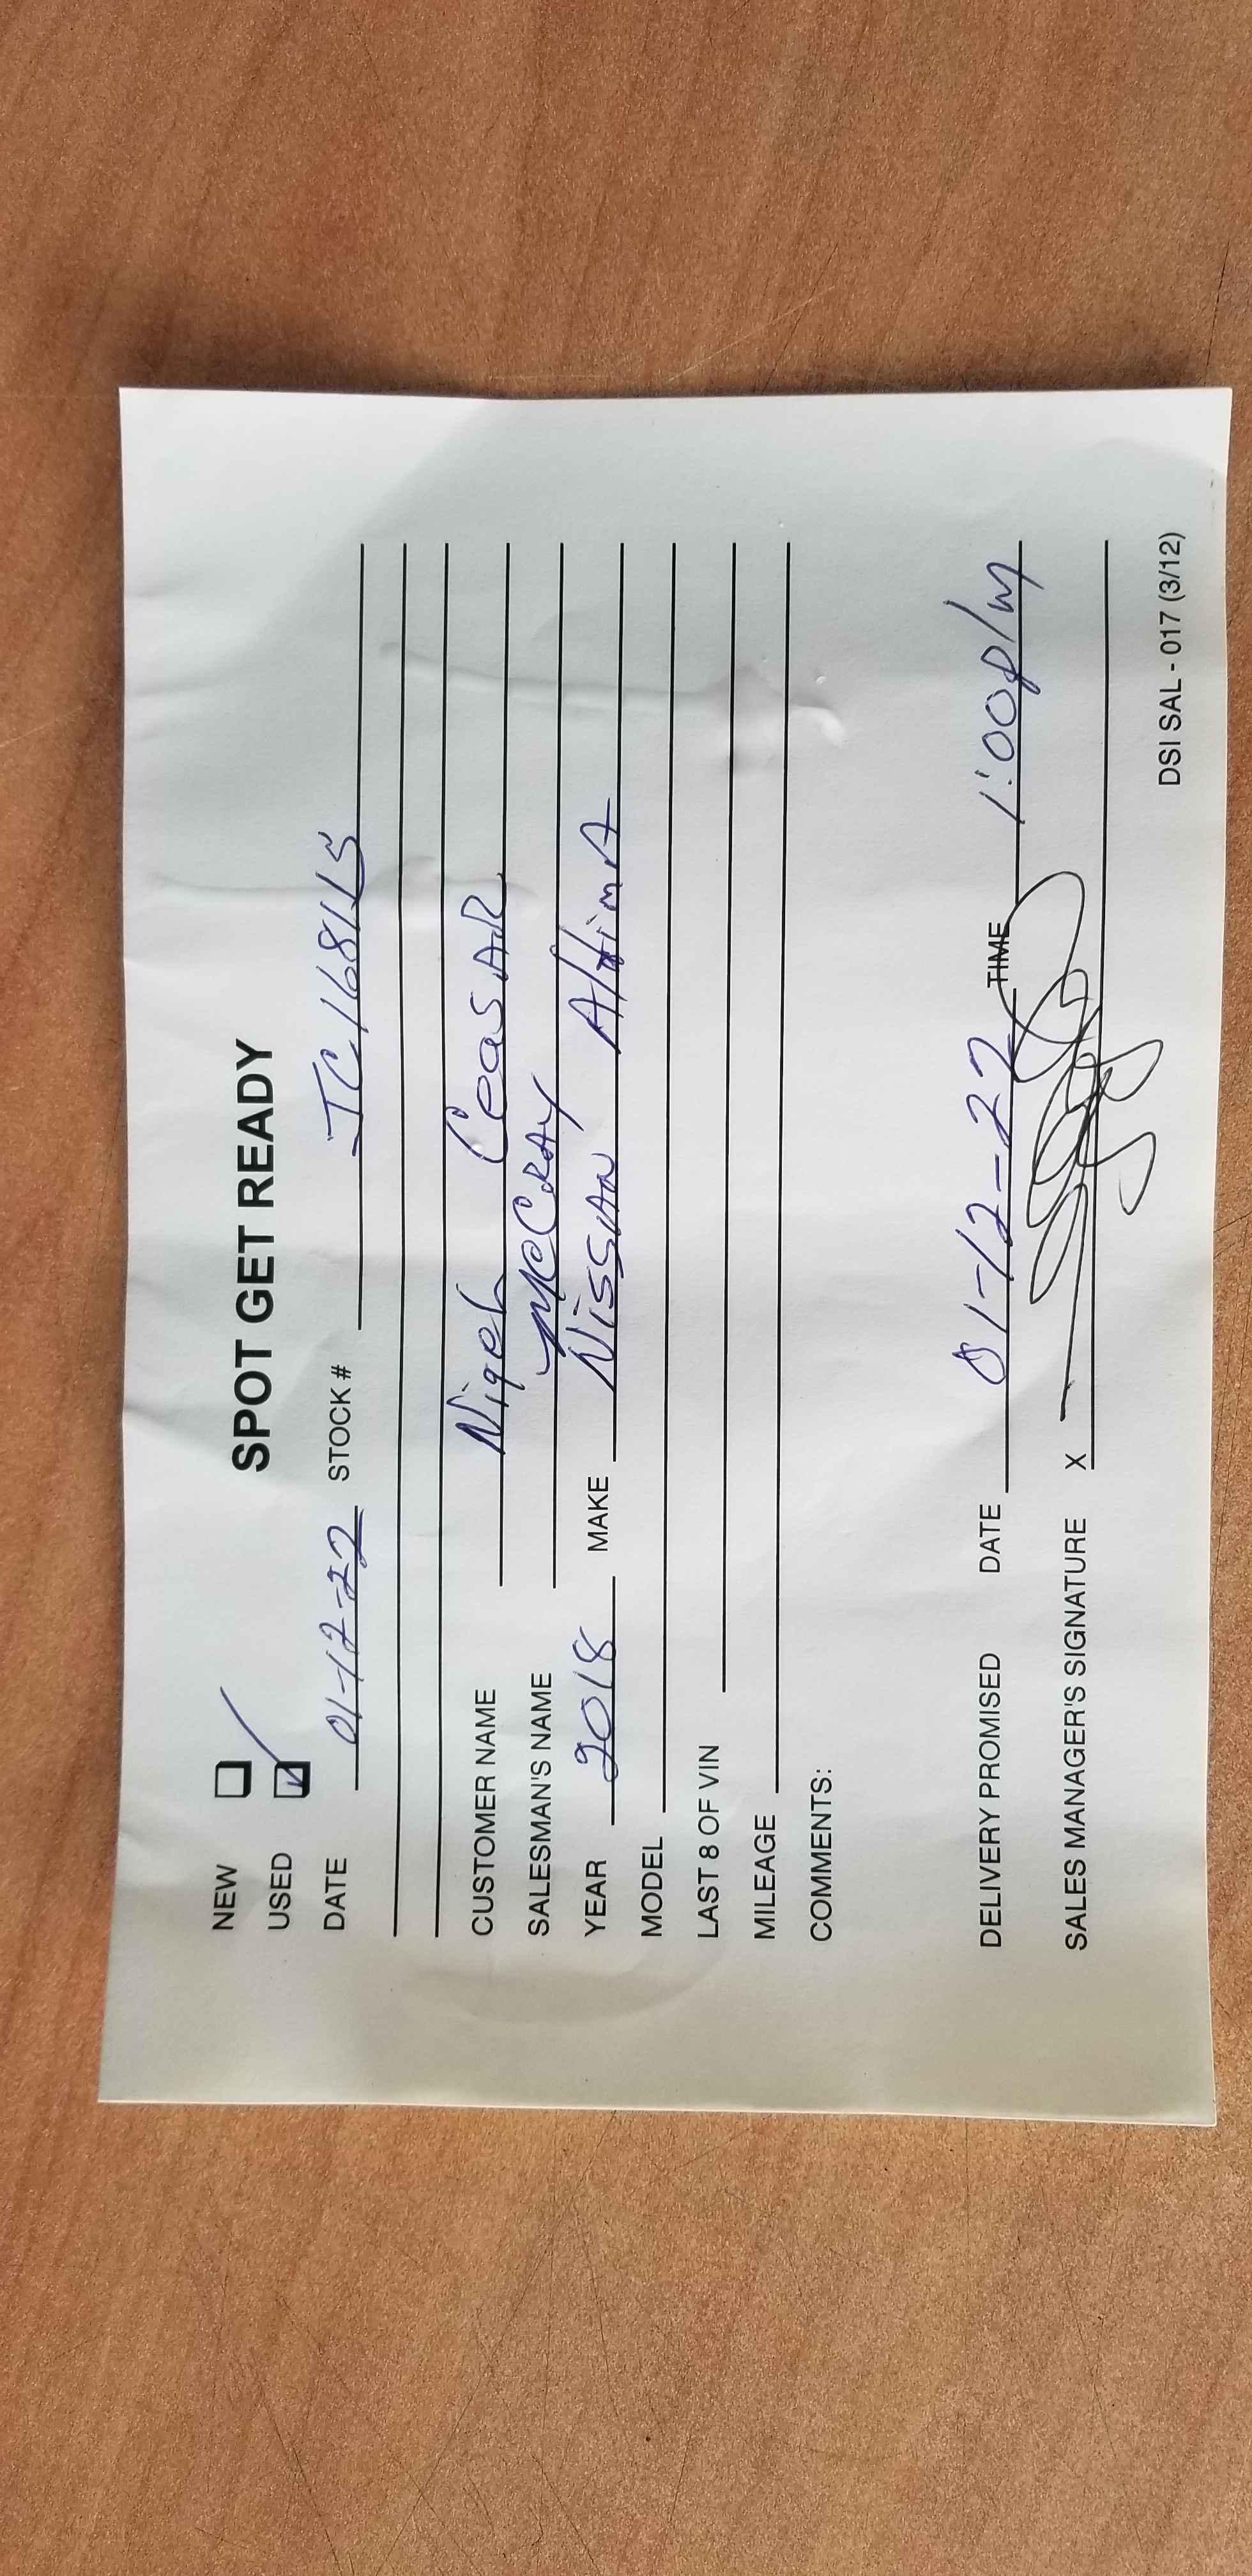 SPOT GET READY
NEW
USED
DATE 01-12-22 STOCK # JC16815
CUSTOMER NAME Nigel Ceasar
SALESMAN'S NAME McCray
YEAR 2018 MAKE Nissan Altima
MODEL
LAST 8 OF VIN
MILEAGE
COMMENTS:
DELIVERY PROMISED DATE 01-12-22 TIME 1:00 p/m
SALES MANAGER'S SIGNATURE X
DSI SAL - 017 (3/12)